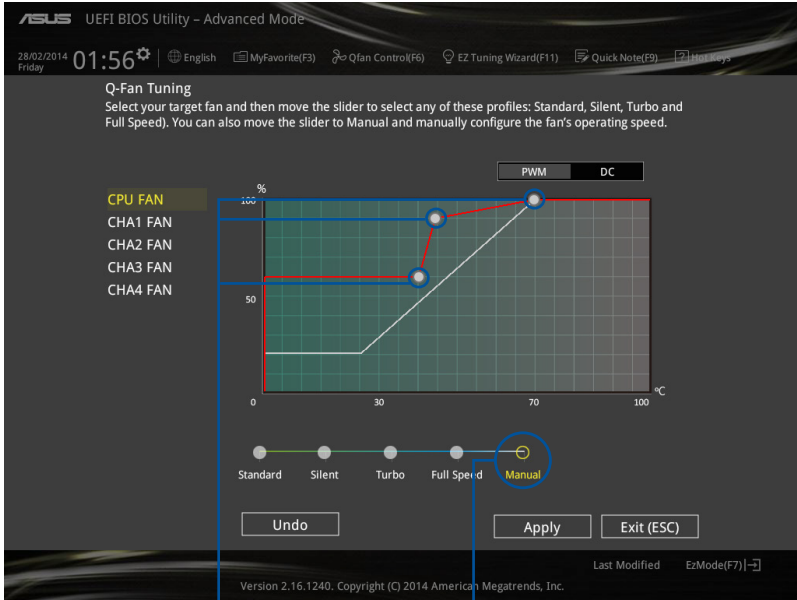 ASUS UEFI BIOS Utility – Advanced Mode
28/02/2014 Friday 01:56 English MyFavorite(F3) Qfan Control(F6) EZ Tuning Wizard(F11) Quick Note(F9) ? Hot Keys
Q-Fan Tuning
Select your target fan and then move the slider to select any of these profiles: Standard, Silent, Turbo and
Full Speed). You can also move the slider to Manual and manually configure the fan's operating speed.
PWM DC
CPU FAN
CHA1 FAN
CHA2 FAN
CHA3 FAN
CHA4 FAN
%
100
50
0 30 70 100 ºC
Standard Silent Turbo Full Speed Manual
Undo Apply Exit (ESC)
Last Modified EzMode(F7)
Version 2.16.1240. Copyright (C) 2014 American Megatrends, Inc.